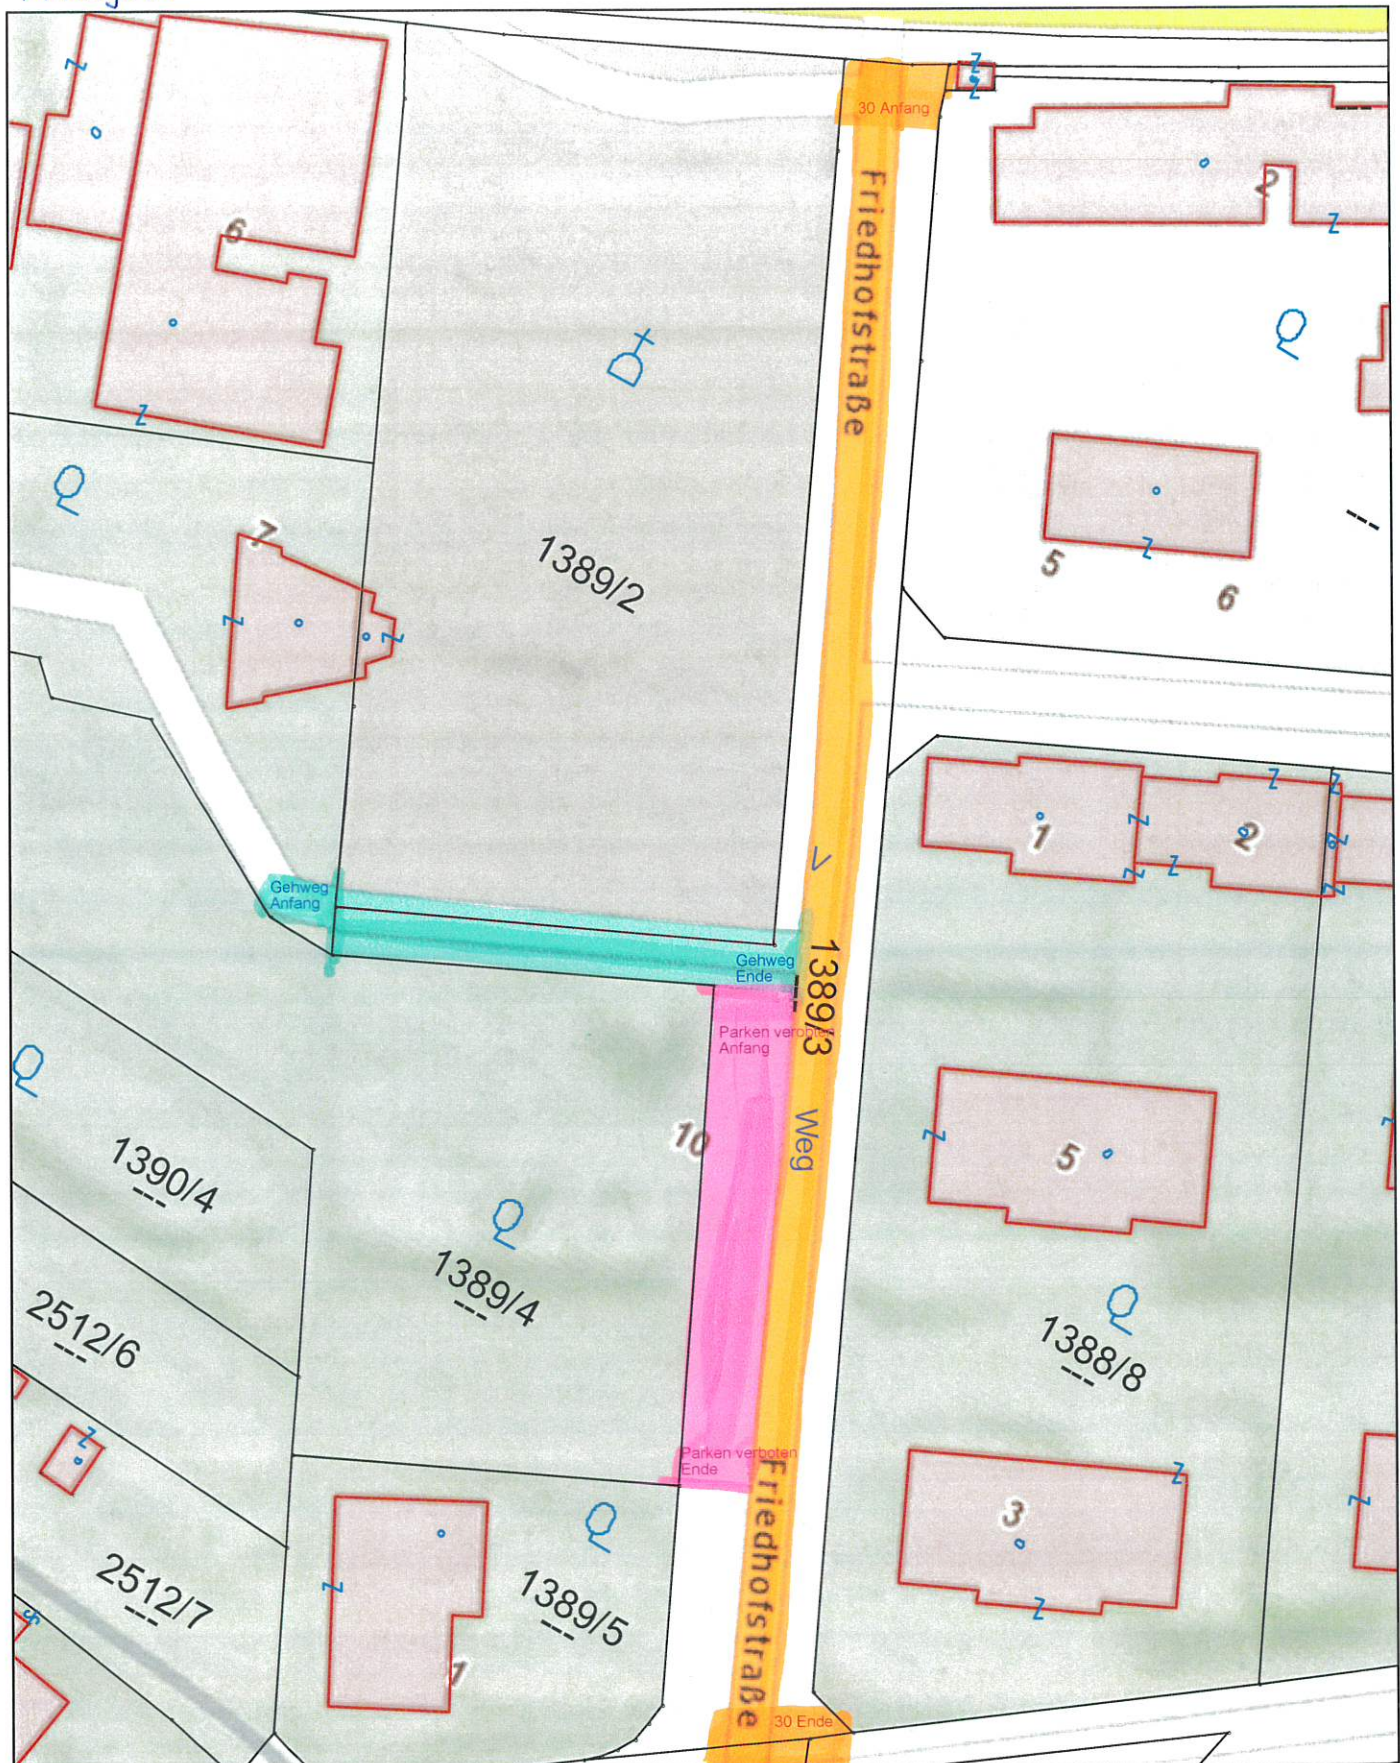 30 Anfang
Friedhofstraße
2
6
7
1389/2
5
6
1
2
Gehweg
Anfang
Gehweg
Ende
1389/3
Parken verboten
Anfang
10
Weg
5
1390/4
1389/4
2512/6
1388/8
Parken verboten
Ende
Friedhofstraße
3
2512/7
1389/5
1
30 Ende